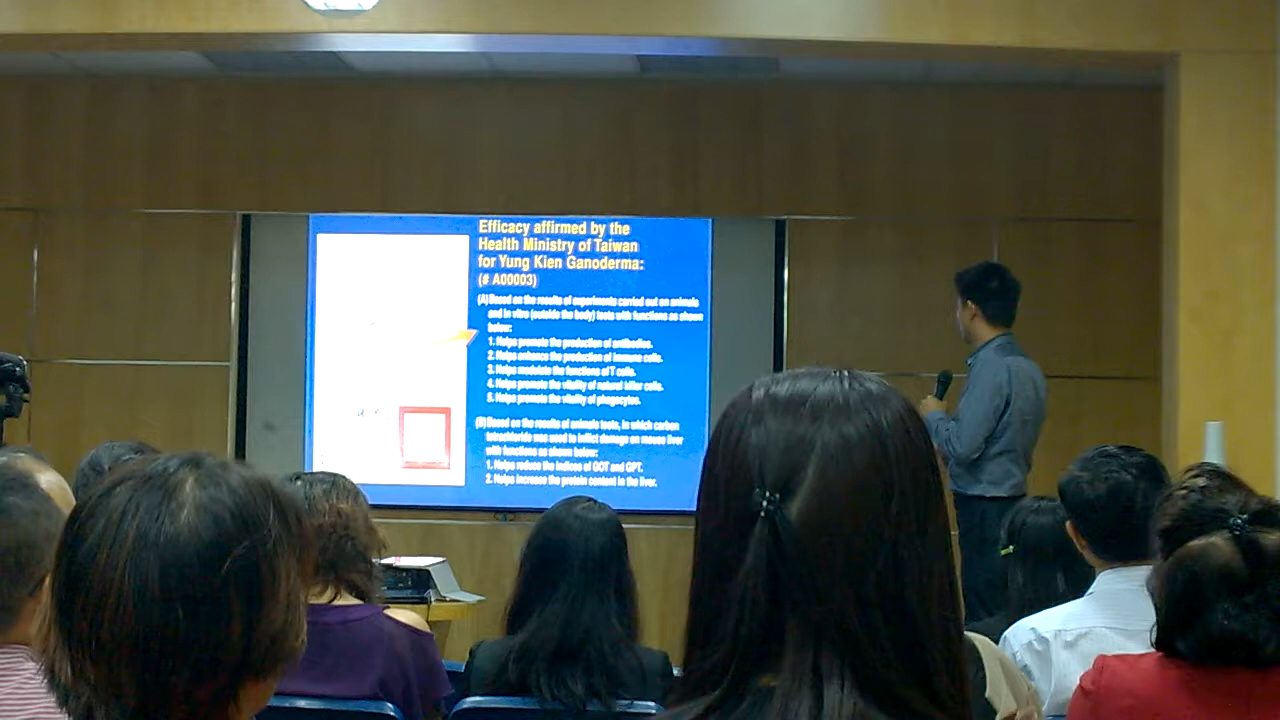 Efficacy affirmed by the
Health Ministry of Taiwan
for Yung Kien Ganoderma:
(# A00003)
(A) Based on the results of experiments carried out on animals
and in vitro (outside the body) tests with functions as shown
below:
1. Helps promote the production of antibodies.
2. Helps enhance the production of immune cells.
3. Helps modulate the functions of T cells.
4. Helps promote the vitality of natural killer cells.
5. Helps promote the vitality of phagocytes.
(B) Based on the results of animals tests, in which carbon
was used to inflict damage on mouse liver
with functions as shown below:
1. Helps reduce the indices of GOT and GPT.
2. Helps increase the protein content in the liver.